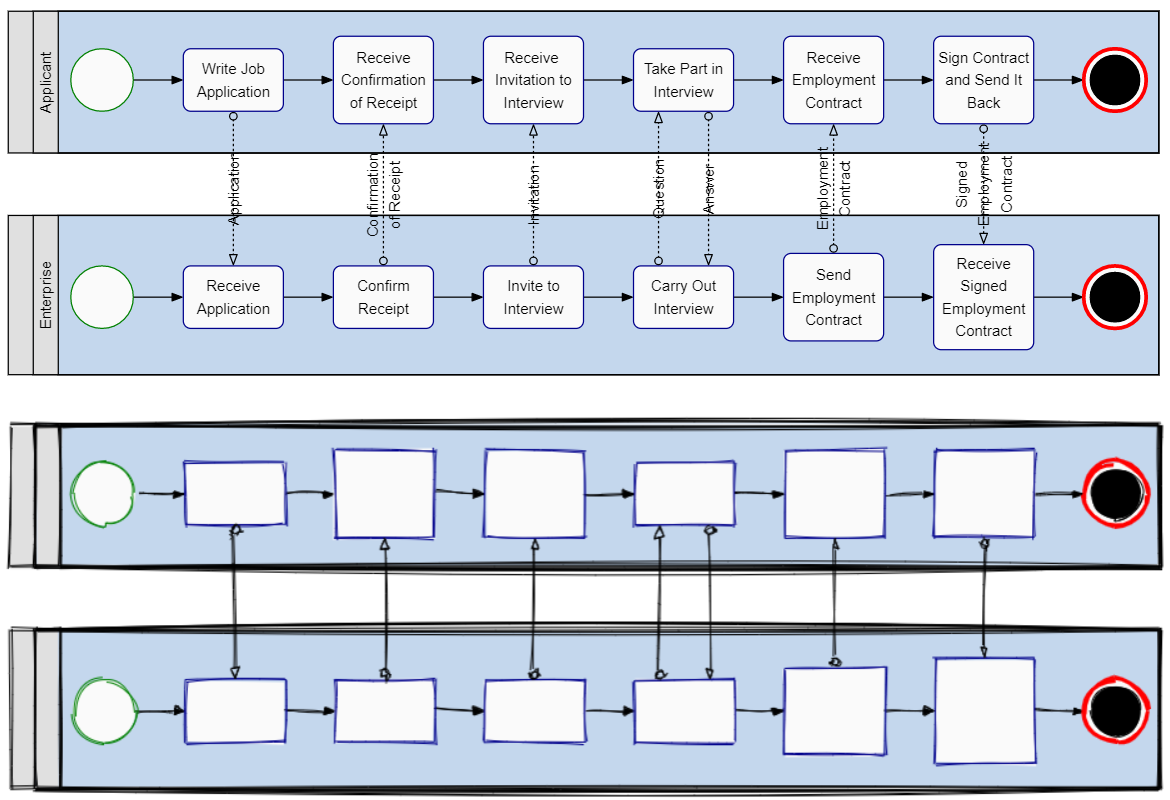 Applicant
Write Job
Application
Receive
Confirmation
of Receipt
Receive
Invitation to
Interview
Take Part in
Interview
Receive
Employment
Contract
Sign Contract
and Send It
Back
Application
Confirmation
of Receipt
Invitation
Question
Answer
Employment
Contract
Signed
Employment
Contract
Enterprise
Receive
Application
Confirm
Receipt
Invite to
Interview
Carry Out
Interview
Send
Employment
Contract
Receive
Signed
Employment
Contract